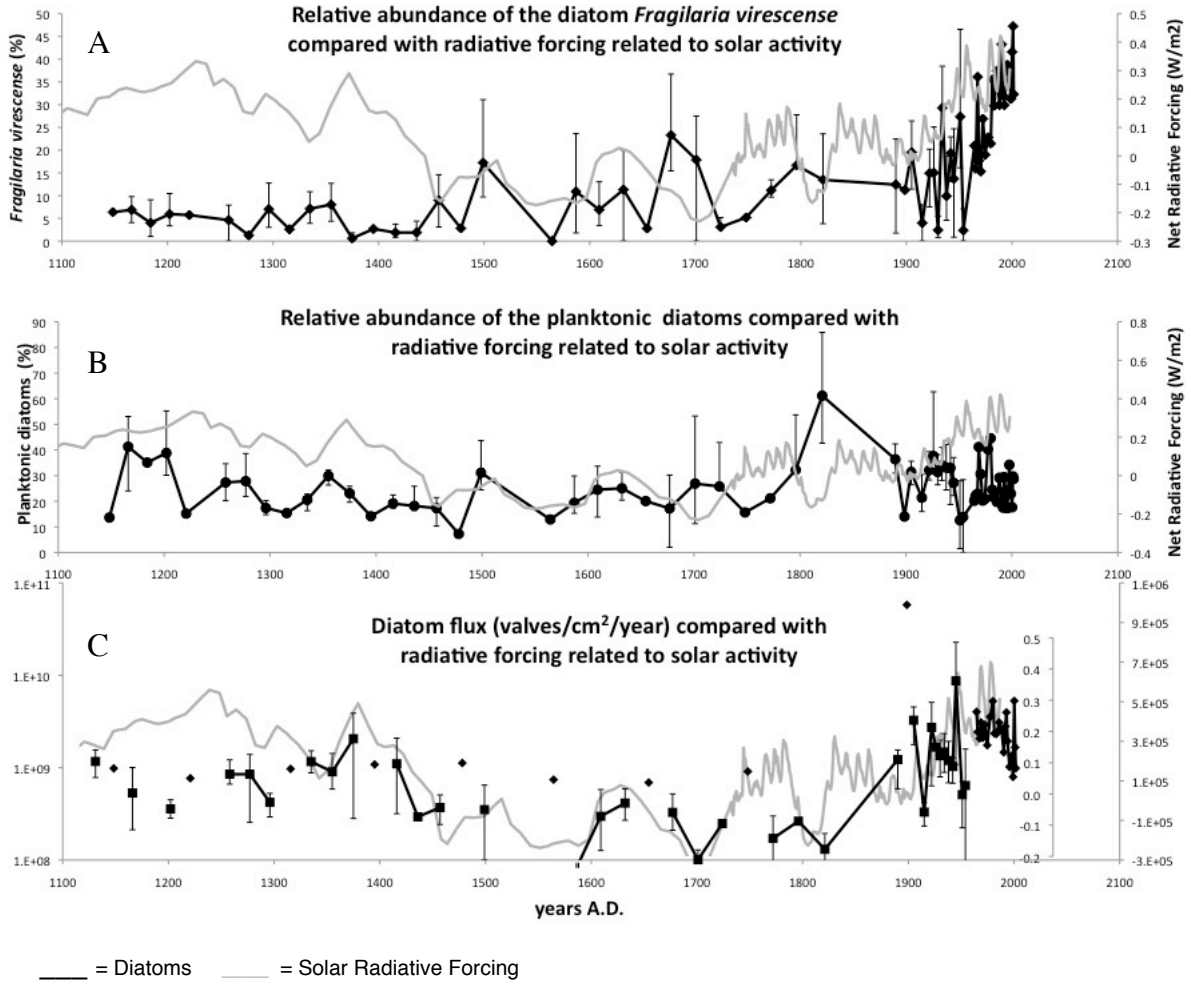 Relative abundance of the diatom Fragilaria virescense
compared with radiative forcing related to solar activity
A
Fragilaria virescense (%)
50
45
40
35
30
25
20
15
10
5
0
0.5
0.4
0.3
0.2
0.1
0
-0.1
-0.2
-0.3
Net Radiative Forcing (W/m2)
1100 1200 1300 1400 1500 1600 1700 1800 1900 2000 2100
Relative abundance of the planktonic diatoms compared with
radiative forcing related to solar activity
B
Planktonic diatoms (%)
90
80
70
60
50
40
30
20
10
0
0.8
0.6
0.4
0.2
0
-0.2
-0.4
Net Radiative Forcing (W/m2)
1100 1200 1300 1400 1500 1600 1700 1800 1900 2000 2100
Diatom flux (valves/cm²/year) compared with
radiative forcing related to solar activity
C
1.E+11
1.E+10
1.E+09
1.E+08
0.5
0.4
0.3
0.2
0.1
0.0
-0.1
-0.2
1.E+06
9.E+05
7.E+05
5.E+05
3.E+05
1.E+05
-1.E+05
-3.E+05
1100 1200 1300 1400 1500 1600 1700 1800 1900 2000 2100
years A.D.
= Diatoms = Solar Radiative Forcing